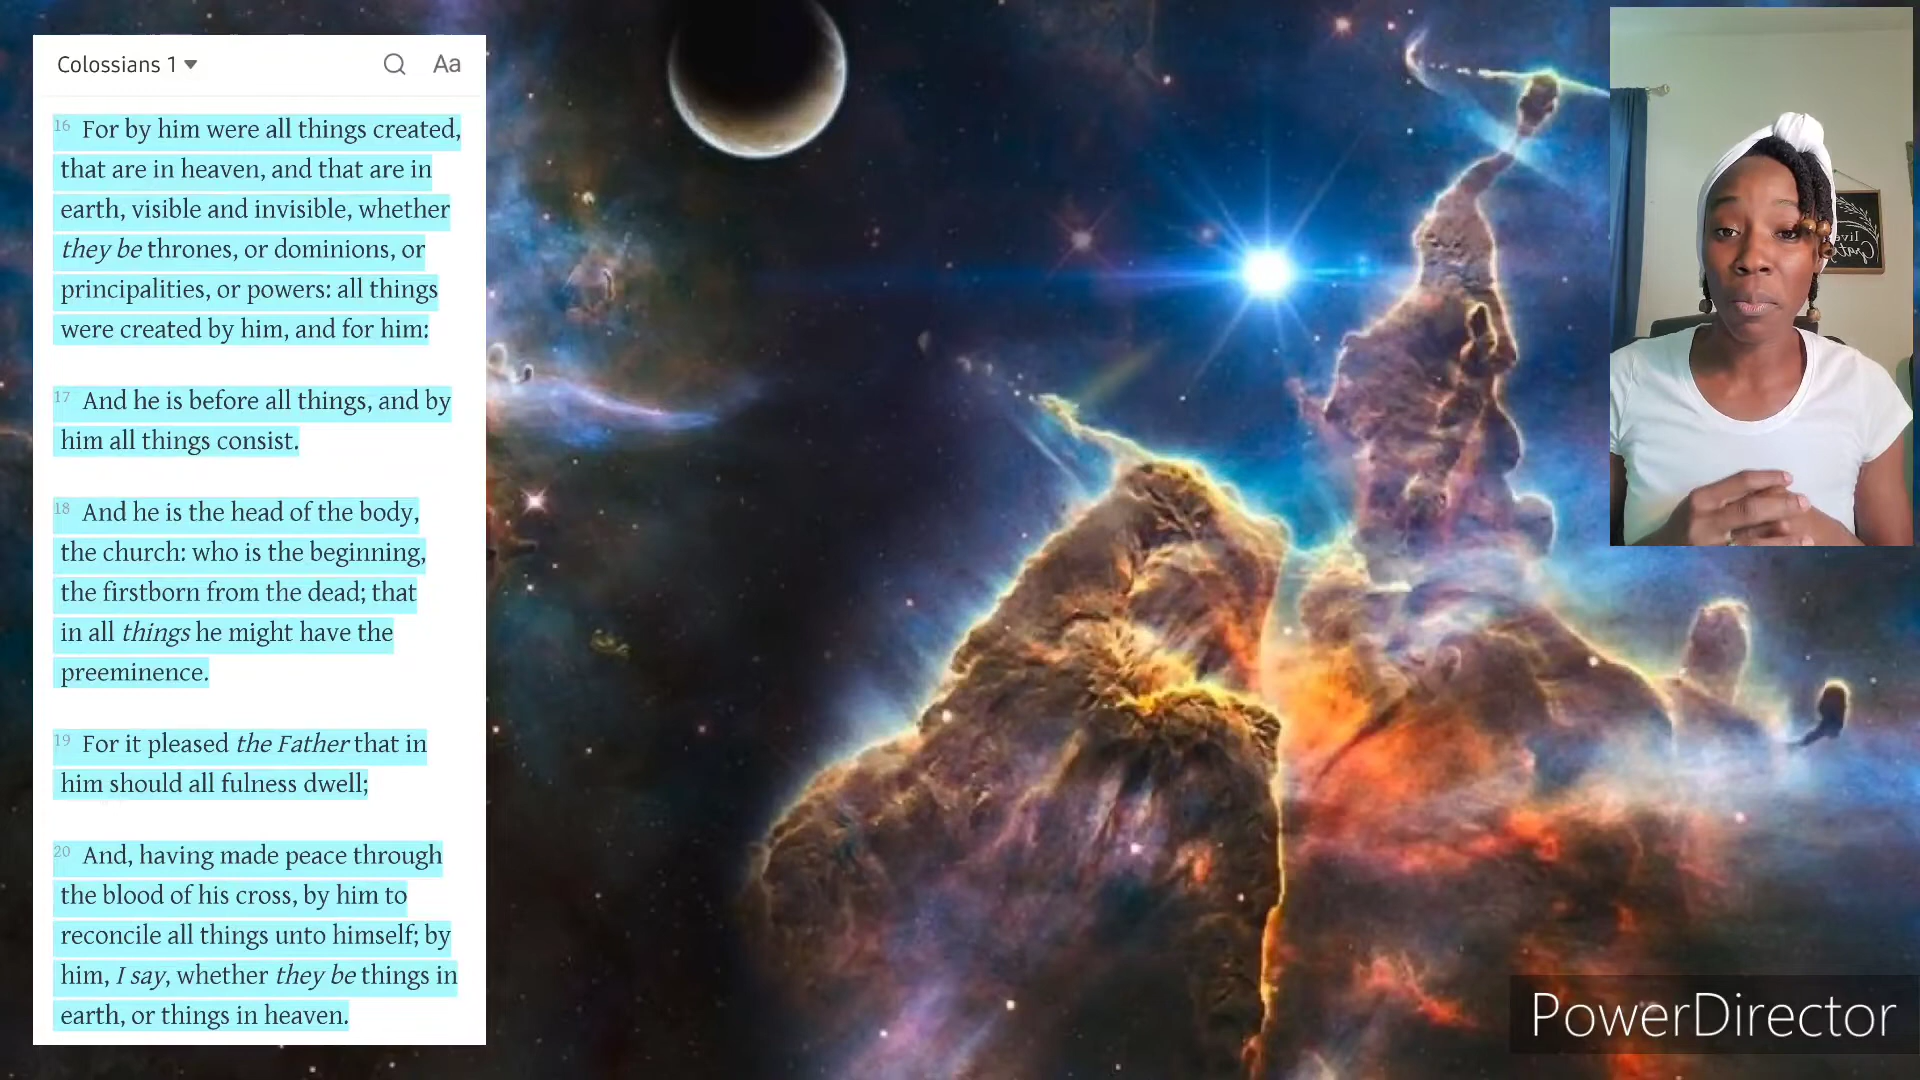 Colossians 1
Aa
16 For by him were all things created,
that are in heaven, and that are in
earth, visible and invisible, whether
they be thrones, or dominions, or
principalities, or powers: all things
were created by him, and for him:
17 And he is before all things, and by
him all things consist.
18 And he is the head of the body,
the church: who is the beginning,
the firstborn from the dead; that
in all things he might have the
preeminence.
19 For it pleased the Father that in
him should all fulness dwell;
20 And, having made peace through
the blood of his cross, by him to
reconcile all things unto himself; by
him, I say, whether they be things in
earth, or things in heaven.
PowerDirector